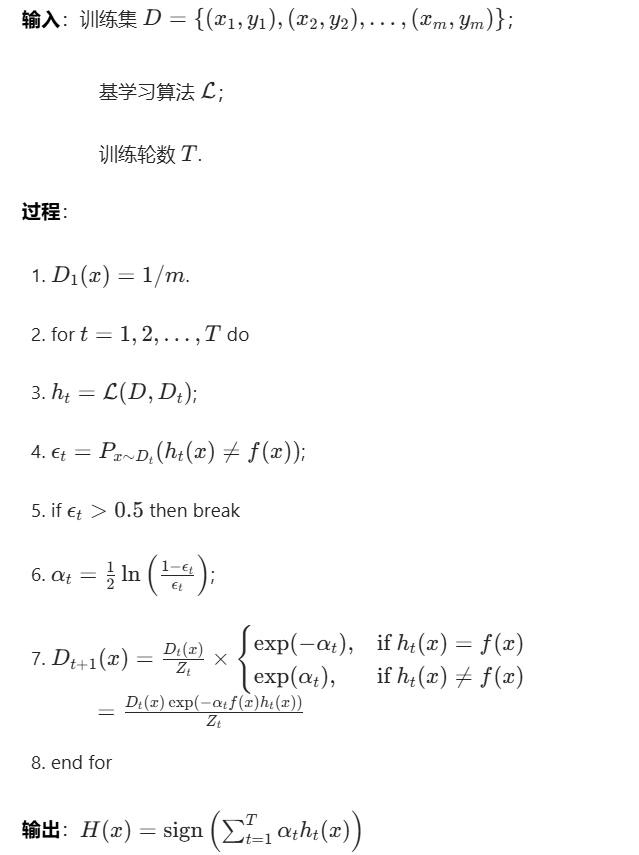 输入：训练集 $D = \{(x_1, y_1), (x_2, y_2), \ldots, (x_m, y_m)\}$;
基学习算法 $\mathcal{L}$;
训练轮数 $T$.
过程：
1. $D_1(x) = 1/m$.
2. for $t = 1, 2, \ldots, T$ do
3. $h_t = \mathcal{L}(D, D_t)$;
4. $\epsilon_t = P_{x \sim D_t}(h_t(x) \neq f(x))$;
5. if $\epsilon_t > 0.5$ then break
6. $\alpha_t = \frac{1}{2} \ln \left( \frac{1-\epsilon_t}{\epsilon_t} \right)$;
7. $D_{t+1}(x) = \frac{D_t(x)}{Z_t} \times \begin{cases} \exp(-\alpha_t), & \text{if } h_t(x) = f(x) \\ \exp(\alpha_t), & \text{if } h_t(x) \neq f(x) \end{cases}$
$= \frac{D_t(x) \exp(-\alpha_t f(x) h_t(x))}{Z_t}$
8. end for
输出：$H(x) = \text{sign} \left( \sum_{t=1}^{T} \alpha_t h_t(x) \right)$